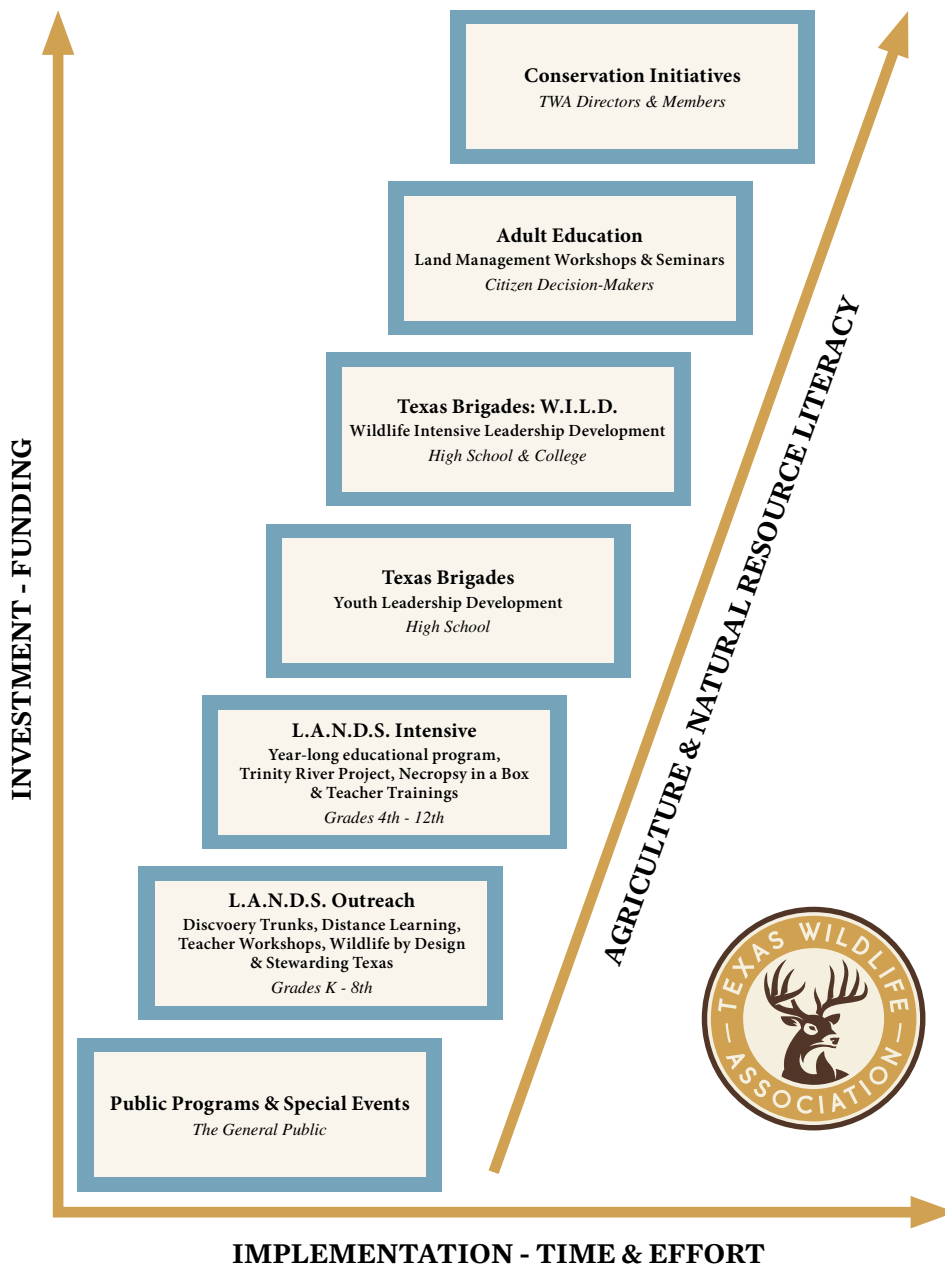 Conservation Initiatives
TWA Directors & Members
Adult Education
Land Management Workshops & Seminars
Citizen Decision-Makers
Texas Brigades: W.I.L.D.
Wildlife Intensive Leadership Development
High School & College
Texas Brigades
Youth Leadership Development
High School
L.A.N.D.S. Intensive
Year-long educational program,
Trinity River Project, Necropsy in a Box
& Teacher Trainings
Grades 4th - 12th
L.A.N.D.S. Outreach
Discvoery Trunks, Distance Learning,
Teacher Workshops, Wildlife by Design
& Stewarding Texas
Grades K - 8th
Public Programs & Special Events
The General Public
INVESTMENT - FUNDING
AGRICULTURE & NATURAL RESOURCE LITERACY
TEXAS WILDLIFE
ASSOCIATION
IMPLEMENTATION - TIME & EFFORT